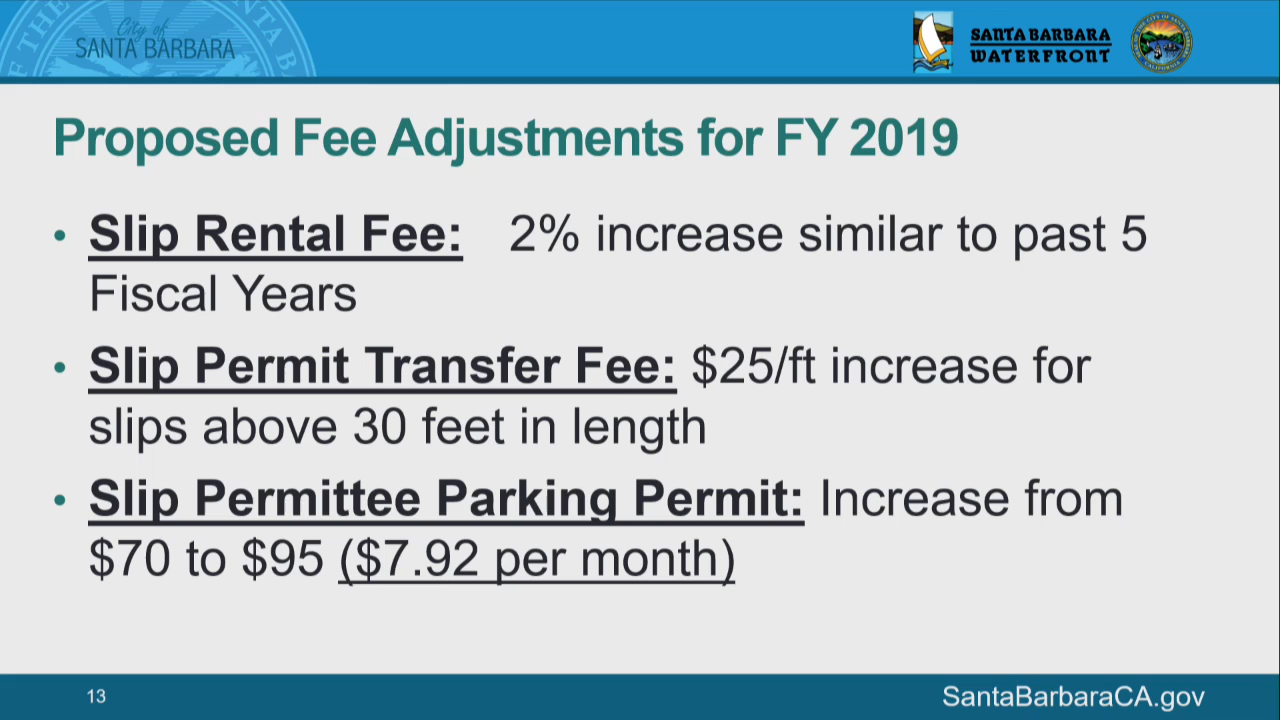 City of
SANTA BARBARA
SANTA BARBARA
WATERFRONT
Proposed Fee Adjustments for FY 2019
• Slip Rental Fee: 2% increase similar to past 5
Fiscal Years
• Slip Permit Transfer Fee: $25/ft increase for
slips above 30 feet in length
• Slip Permittee Parking Permit: Increase from
$70 to $95 ($7.92 per month)
13
SantaBarbaraCA.gov